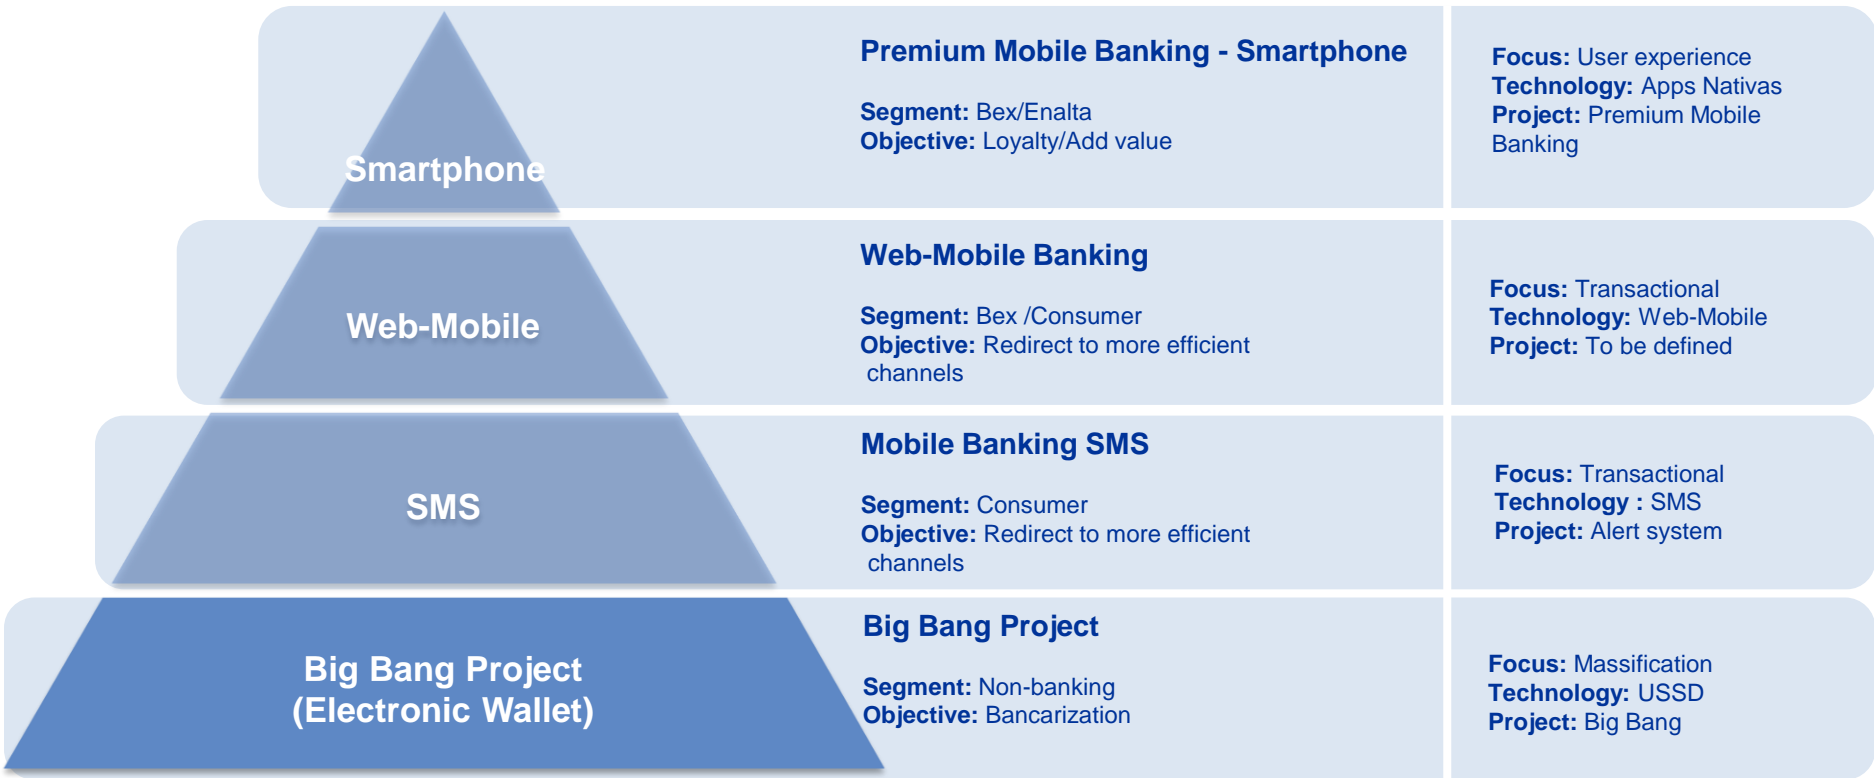 Smartphone
Premium Mobile Banking - Smartphone
Segment: Bex/Enalta
Objective: Loyalty/Add value
Focus: User experience
Technology: Apps Nativas
Project: Premium Mobile
Banking
Web-Mobile
Web-Mobile Banking
Segment: Bex /Consumer
Objective: Redirect to more efficient
channels
Focus: Transactional
Technology: Web-Mobile
Project: To be defined
SMS
Mobile Banking SMS
Segment: Consumer
Objective: Redirect to more efficient
channels
Focus: Transactional
Technology : SMS
Project: Alert system
Big Bang Project
(Electronic Wallet)
Big Bang Project
Segment: Non-banking
Objective: Bancarization
Focus: Massification
Technology: USSD
Project: Big Bang